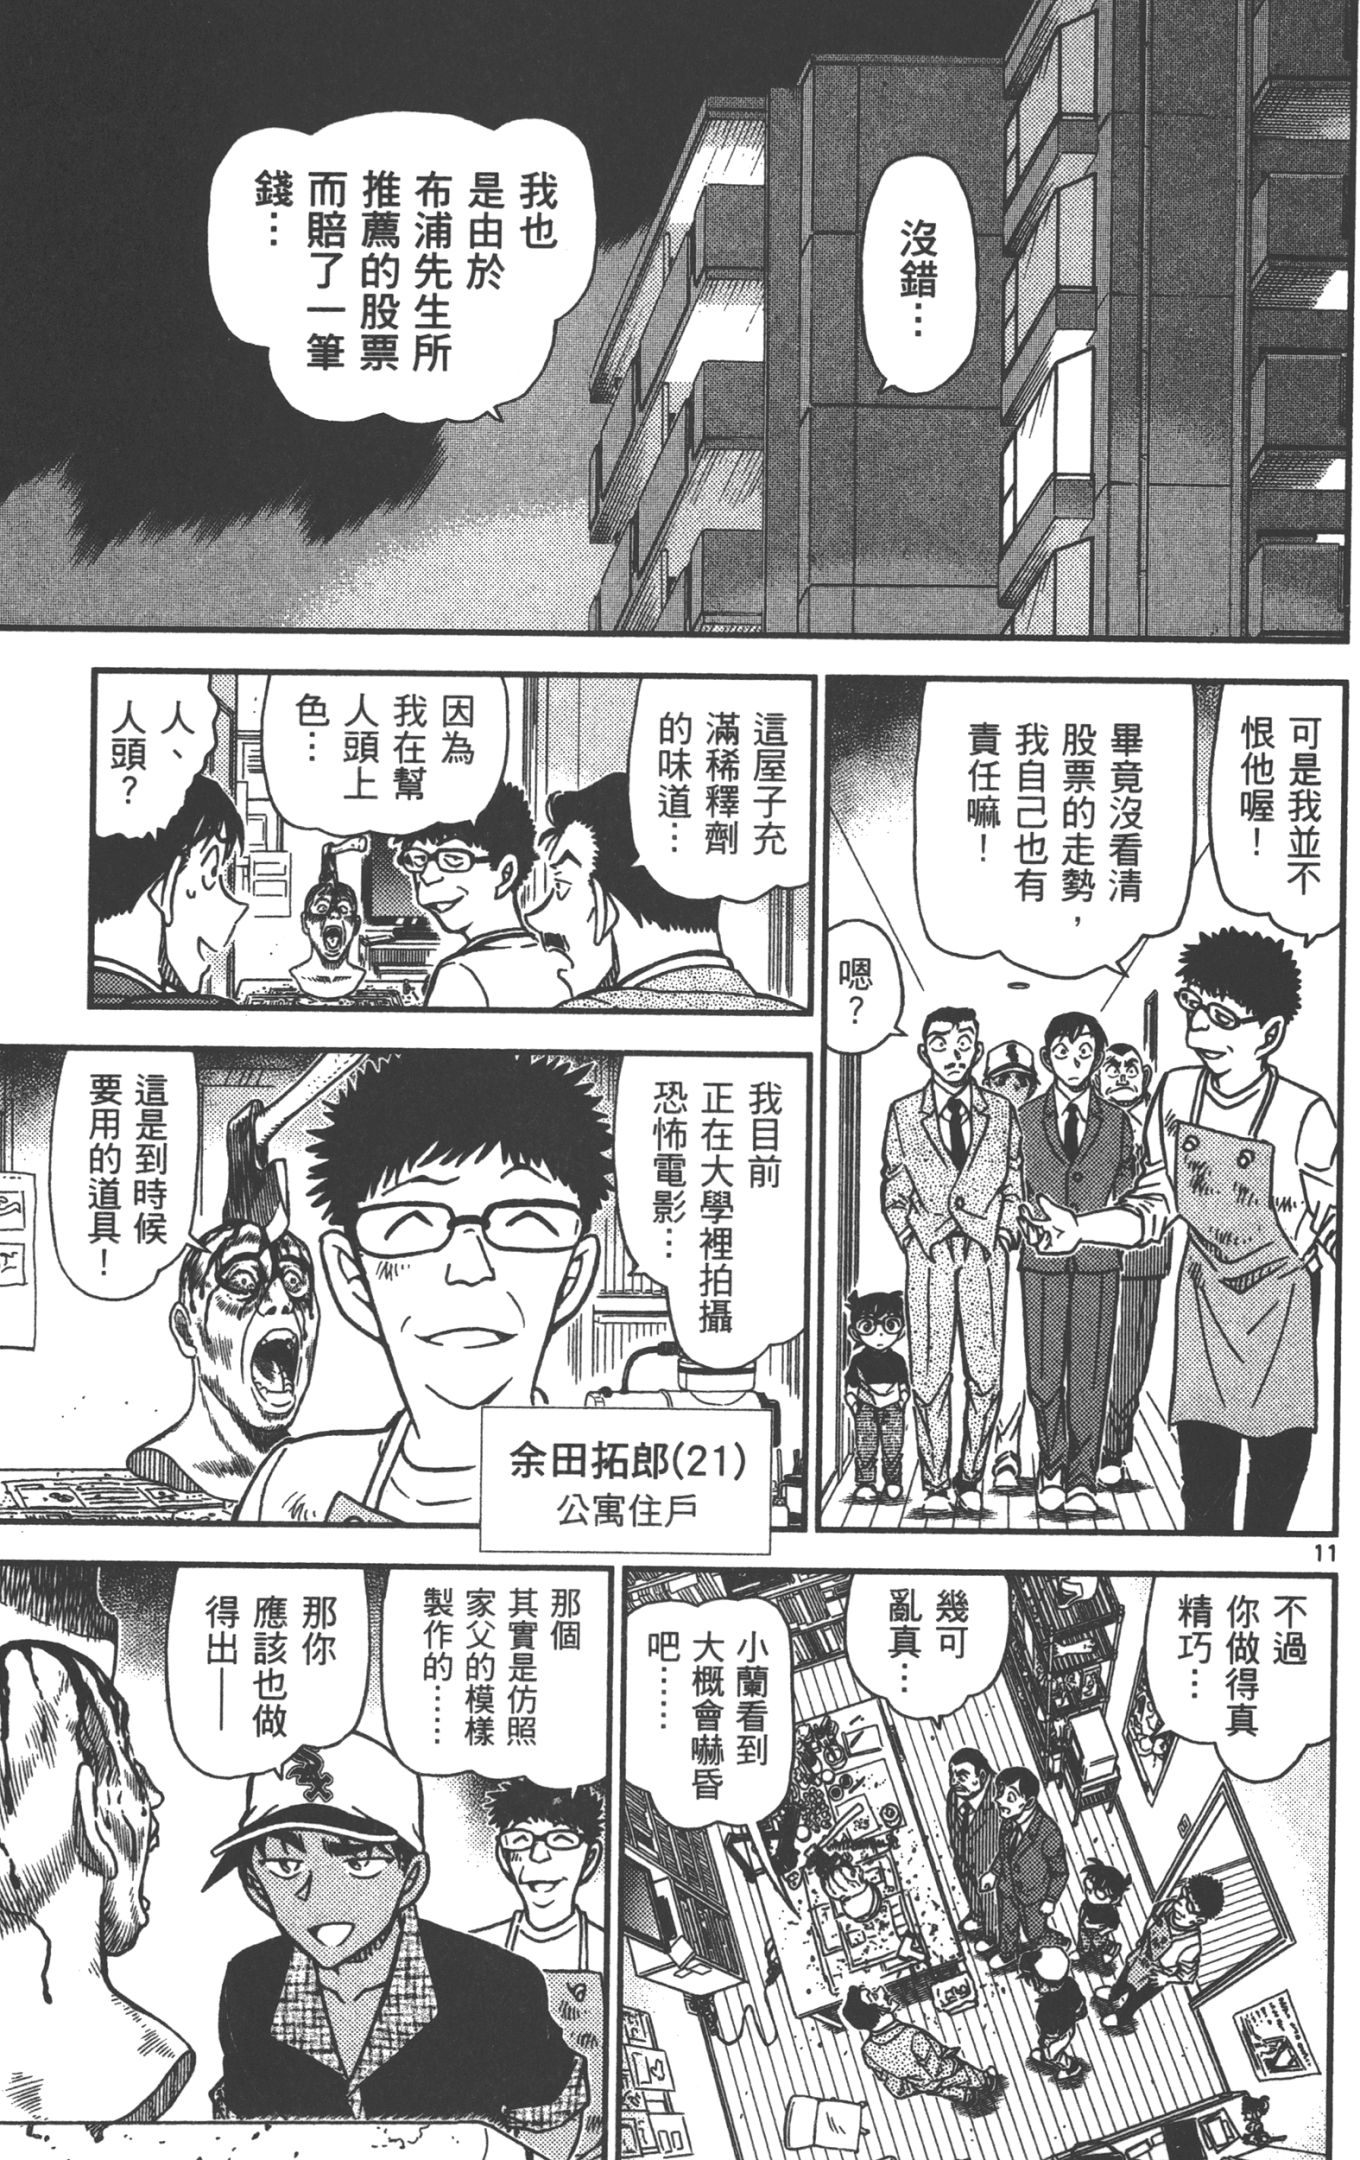 沒錯…
我也
是由於
布浦先生所
推薦的股票
而賠了一筆
錢…
可是我並不
恨他喔!
畢竟沒看清
股票的走勢,
我自己也有
責任嘛!
嗯?
這屋子充
滿稀釋劑
的味道…
因為
我在幫
人頭上
色…
人、
人頭?
我目前
正在大學裡拍攝
恐怖電影…
這是到時候
要用的道具!
余田拓郎(21)
公寓住戶
11
不過
你做得真
精巧…
幾可
亂真…
小蘭看到
大概會嚇昏
吧……
那個
其實是仿照
家父的模樣
製作的……
那你
應該也做
得出——